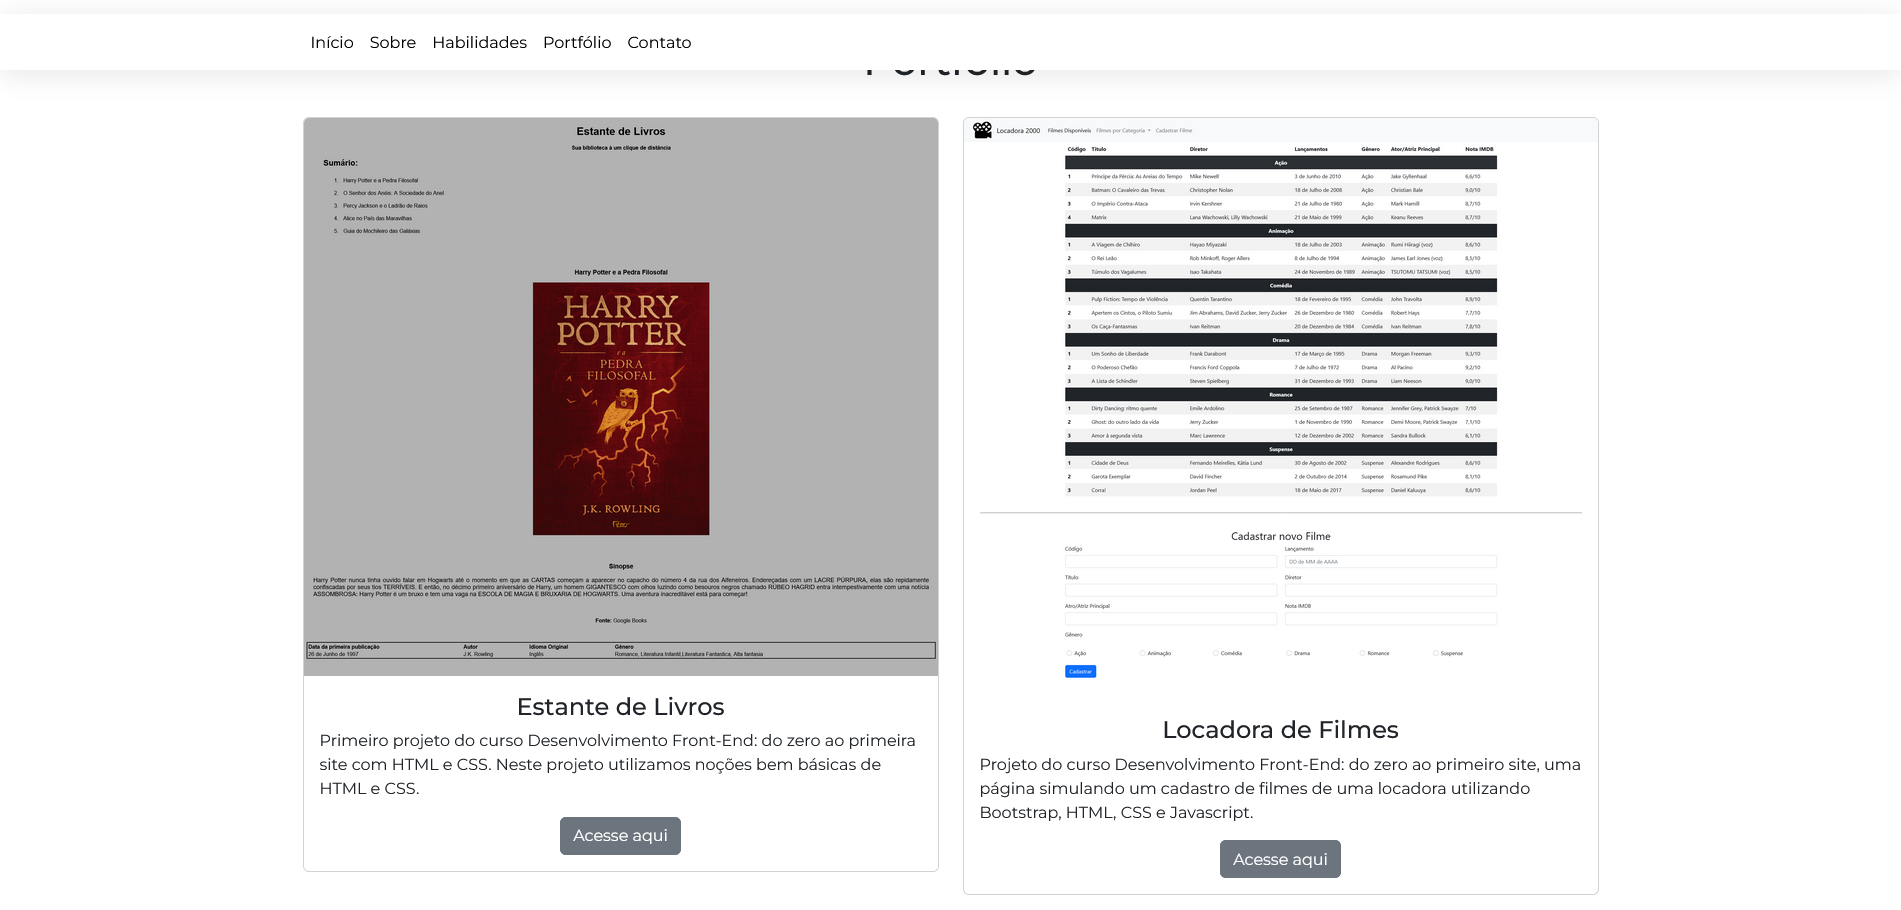 Início Sobre Habilidades Portfólio Contato
Portfólio
Estante de Livros
Sua biblioteca à um clique de distância
Sumário:
1. Harry Potter e a Pedra Filosofal
2. O Senhor dos Anéis: A Sociedade do Anel
3. Percy Jackson e o Ladrão de Raios
4. Alice no País das Maravilhas
5. Guia do Mochileiro das Galáxias
Harry Potter e a Pedra Filosofal
HARRY
POTTER
e a
PEDRA
FILOSOFAL
J.K. ROWLING
Sinopse
Harry Potter nunca tinha ouvido falar em Hogwarts até o momento em que as CARTAS começam a aparecer no capacho do número 4 da rua dos Alfeneiros. Endereçadas com um LACRE PÚRPURA, elas são repidamente
confiscadas por seus tios TERRÍVEIS. E então, no décimo primeiro aniversário de Harry, um homem GIGANTESCO com olhos luzindo como besouros negros chamado RÚBEO HAGRID entra intempestivamente com uma notícia
ASSOMBROSA: Harry Potter é um bruxo e tem uma vaga na ESCOLA DE MAGIA E BRUXARIA DE HOGWARTS. Uma aventura inacreditável está para começar!
Fonte: Google Books
Data da primeira publicação Autor Idioma Original Gênero
26 de Junho de 1997 J.K. Rowling Inglês Romance, Literatura Infantil,Literatura Fantastica, Alta fantasia
Estante de Livros
Primeiro projeto do curso Desenvolvimento Front-End: do zero ao primeira
site com HTML e CSS. Neste projeto utilizamos noções bem básicas de
HTML e CSS.
Acesse aqui
Locadora 2000 Filmes Disponíveis Filmes por Categoria Cadastrar Filme
Código Título Diretor Lançamentos Gênero Ator/Atriz Principal Nota IMDB
Ação
1 Príncipe da Pércia: As Areias do Tempo Mike Newell 3 de Junho de 2010 Ação Jake Gyllenhaal 6,6/10
2 Batman: O Cavaleiro das Trevas Christopher Nolan 18 de Julho de 2008 Ação Christian Bale 9,0/10
3 O Império Contra-Ataca Irvin Kershner 21 de Julho de 1980 Ação Mark Hamill 8,7/10
4 Matrix Lana Wachowski, Lilly Wachowski 21 de Maio de 1999 Ação Keanu Reeves 8,7/10
Animação
1 A Viagem de Chihiro Hayao Miyazaki 18 de Julho de 2003 Animação Rumi Hiiragi (voz) 8,6/10
2 O Rei Leão Rob Minkoff, Roger Allers 8 de Julho de 1994 Animação James Earl Jones (voz) 8,5/10
3 Túmulo dos Vagalumes Isao Takahata 24 de Novembro de 1989 Animação TSUTOMU TATSUMI (voz) 8,5/10
Comédia
1 Pulp Fiction: Tempo de Violência Quentin Tarantino 18 de Fevereiro de 1995 Comédia John Travolta 8,9/10
2 Apertem os Cintos, o Piloto Sumiu Jim Abrahams, David Zucker, Jerry Zucker 26 de Dezembro de 1980 Comédia Robert Hays 7,7/10
3 Os Caça-Fantasmas Ivan Reitman 20 de Dezembro de 1984 Comédia Ivan Reitman 7,8/10
Drama
1 Um Sonho de Liberdade Frank Darabont 17 de Março de 1995 Drama Morgan Freeman 9,3/10
2 O Poderoso Chefão Francis Ford Coppola 7 de Julho de 1972 Drama Al Pacino 9,2/10
3 A Lista de Schindler Steven Spielberg 31 de Dezembro de 1993 Drama Liam Neeson 9,0/10
Romance
1 Dirty Dancing: ritmo quente Emile Ardolino 25 de Setembro de 1987 Romance Jennifer Grey, Patrick Swayze 7/10
2 Ghost: do outro lado da vida Jerry Zucker 1 de Novembro de 1990 Romance Demi Moore, Patrick Swayze 7,1/10
3 Amor à segunda vista Marc Lawrence 12 de Dezembro de 2002 Romance Sandra Bullock 6,1/10
Suspense
1 Cidade de Deus Fernando Meirelles, Kátia Lund 30 de Agosto de 2002 Suspense Alexandre Rodrigues 8,6/10
2 Garota Exemplar David Fincher 2 de Outubro de 2014 Suspense Rosamund Pike 8,1/10
3 Corra! Jordan Peel 18 de Maio de 2017 Suspense Daniel Kaluuya 8,6/10
Cadastrar novo Filme
Código Lançamento
DD de MM de AAAA
Título Diretor
Atro/Atriz Principal Nota IMDB
Gênero
Ação Animação Comédia Drama Romance Suspense
Cadastrar
Locadora de Filmes
Projeto do curso Desenvolvimento Front-End: do zero ao primeiro site, uma
página simulando um cadastro de filmes de uma locadora utilizando
Bootstrap, HTML, CSS e Javascript.
Acesse aqui